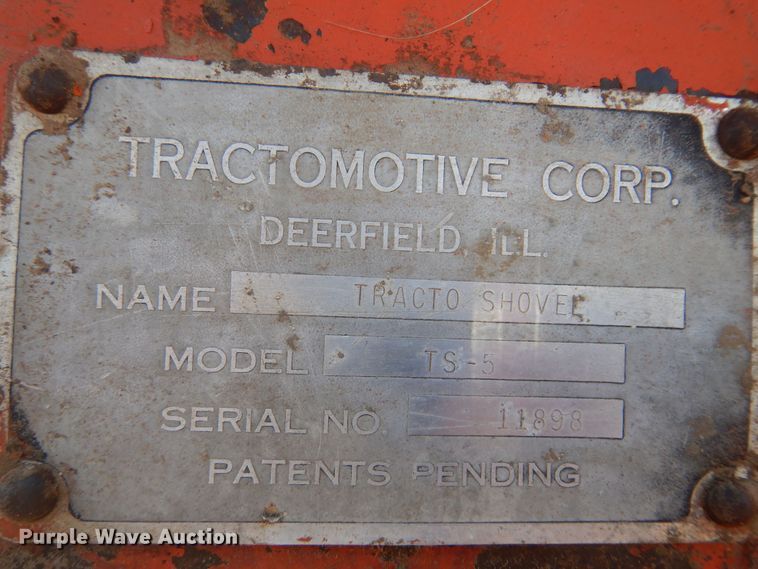 TRACTOMOTIVE CORP.
DEERFIELD, ILL.
NAME TRACTO SHOVEL
MODEL TS-5
SERIAL NO. 11898
PATENTS PENDING
Purple Wave Auction